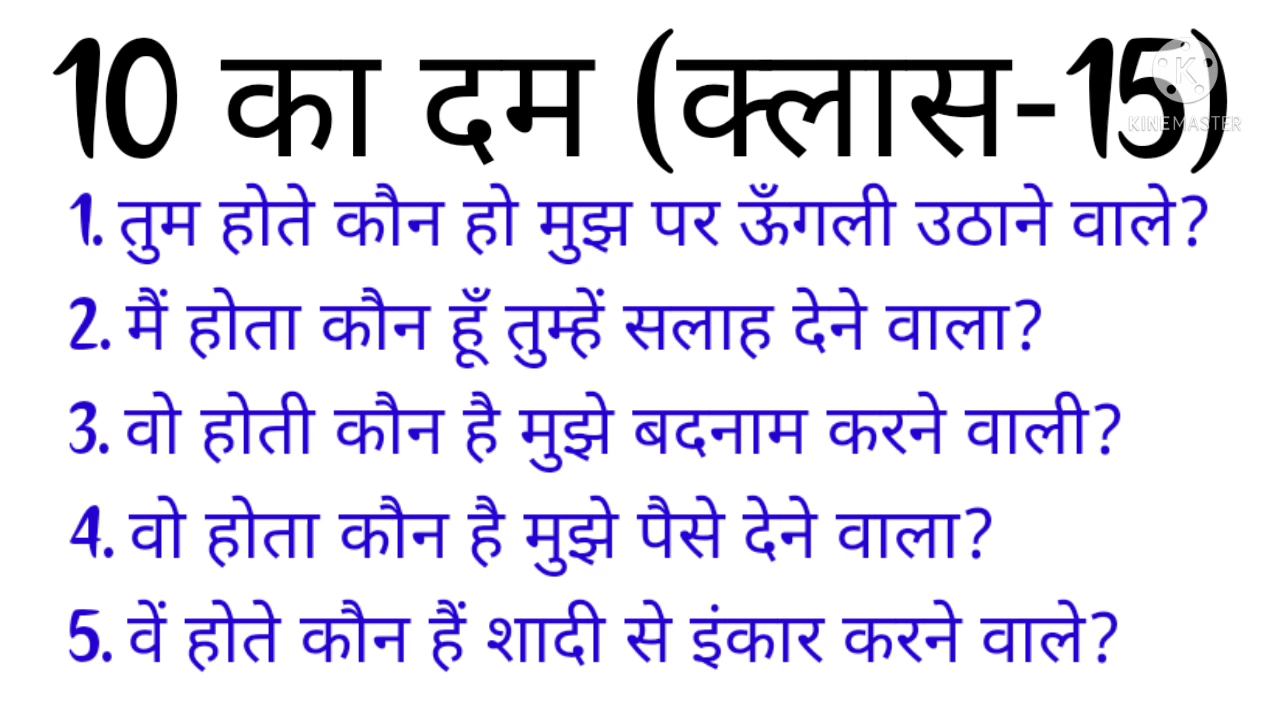 10 का दम (क्लास-15)
KINEMASTER
1. तुम होते कौन हो मुझ पर ऊँगली उठाने वाले?
2. मैं होता कौन हूँ तुम्हें सलाह देने वाला?
3. वो होती कौन है मुझे बदनाम करने वाली?
4. वो होता कौन है मुझे पैसे देने वाला?
5. वें होते कौन हैं शादी से इंकार करने वाले?